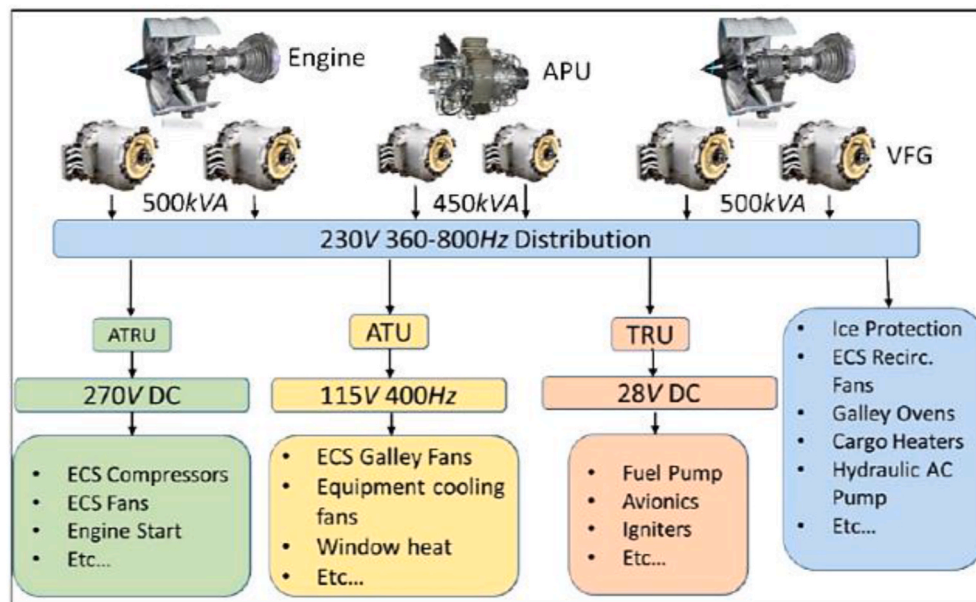 Engine
APU
VFG
500kVA
450kVA
500kVA
230V 360-800Hz Distribution
ATRU
ATU
TRU
270V DC
115V 400Hz
28V DC
• ECS Compressors
• ECS Fans
• Engine Start
• Etc...
• ECS Galley Fans
• Equipment cooling
fans
• Window heat
• Etc...
• Fuel Pump
• Avionics
• Igniters
• Etc...
• Ice Protection
• ECS Recirc.
Fans
• Galley Ovens
• Cargo Heaters
• Hydraulic AC
Pump
• Etc...